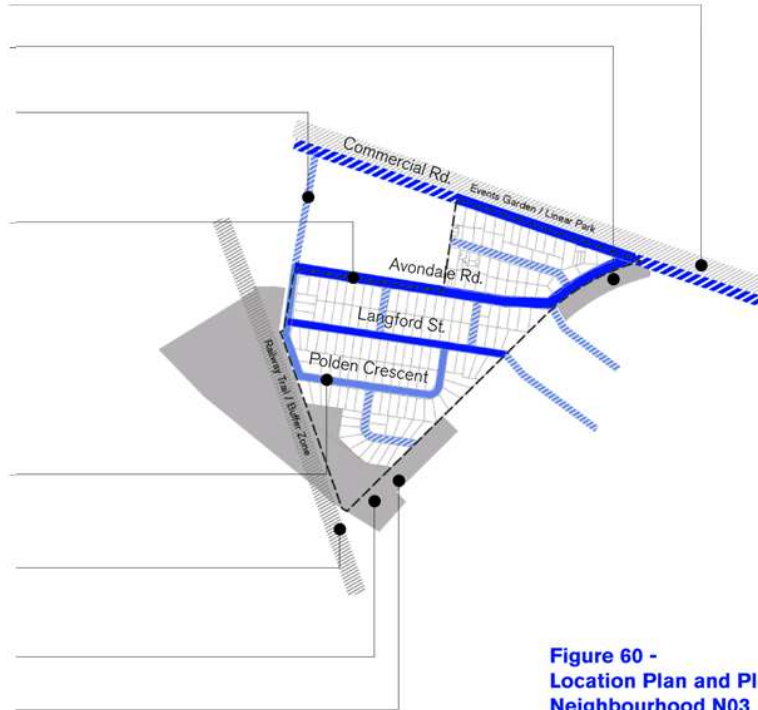 Commercial Rd.
Events Garden / Linear Park
Avondale Rd.
Langford St.
Polden Crescent
Railway Trail / Buffer Zone
Figure 60 -
Location Plan and Pl
Neighbourhood N03